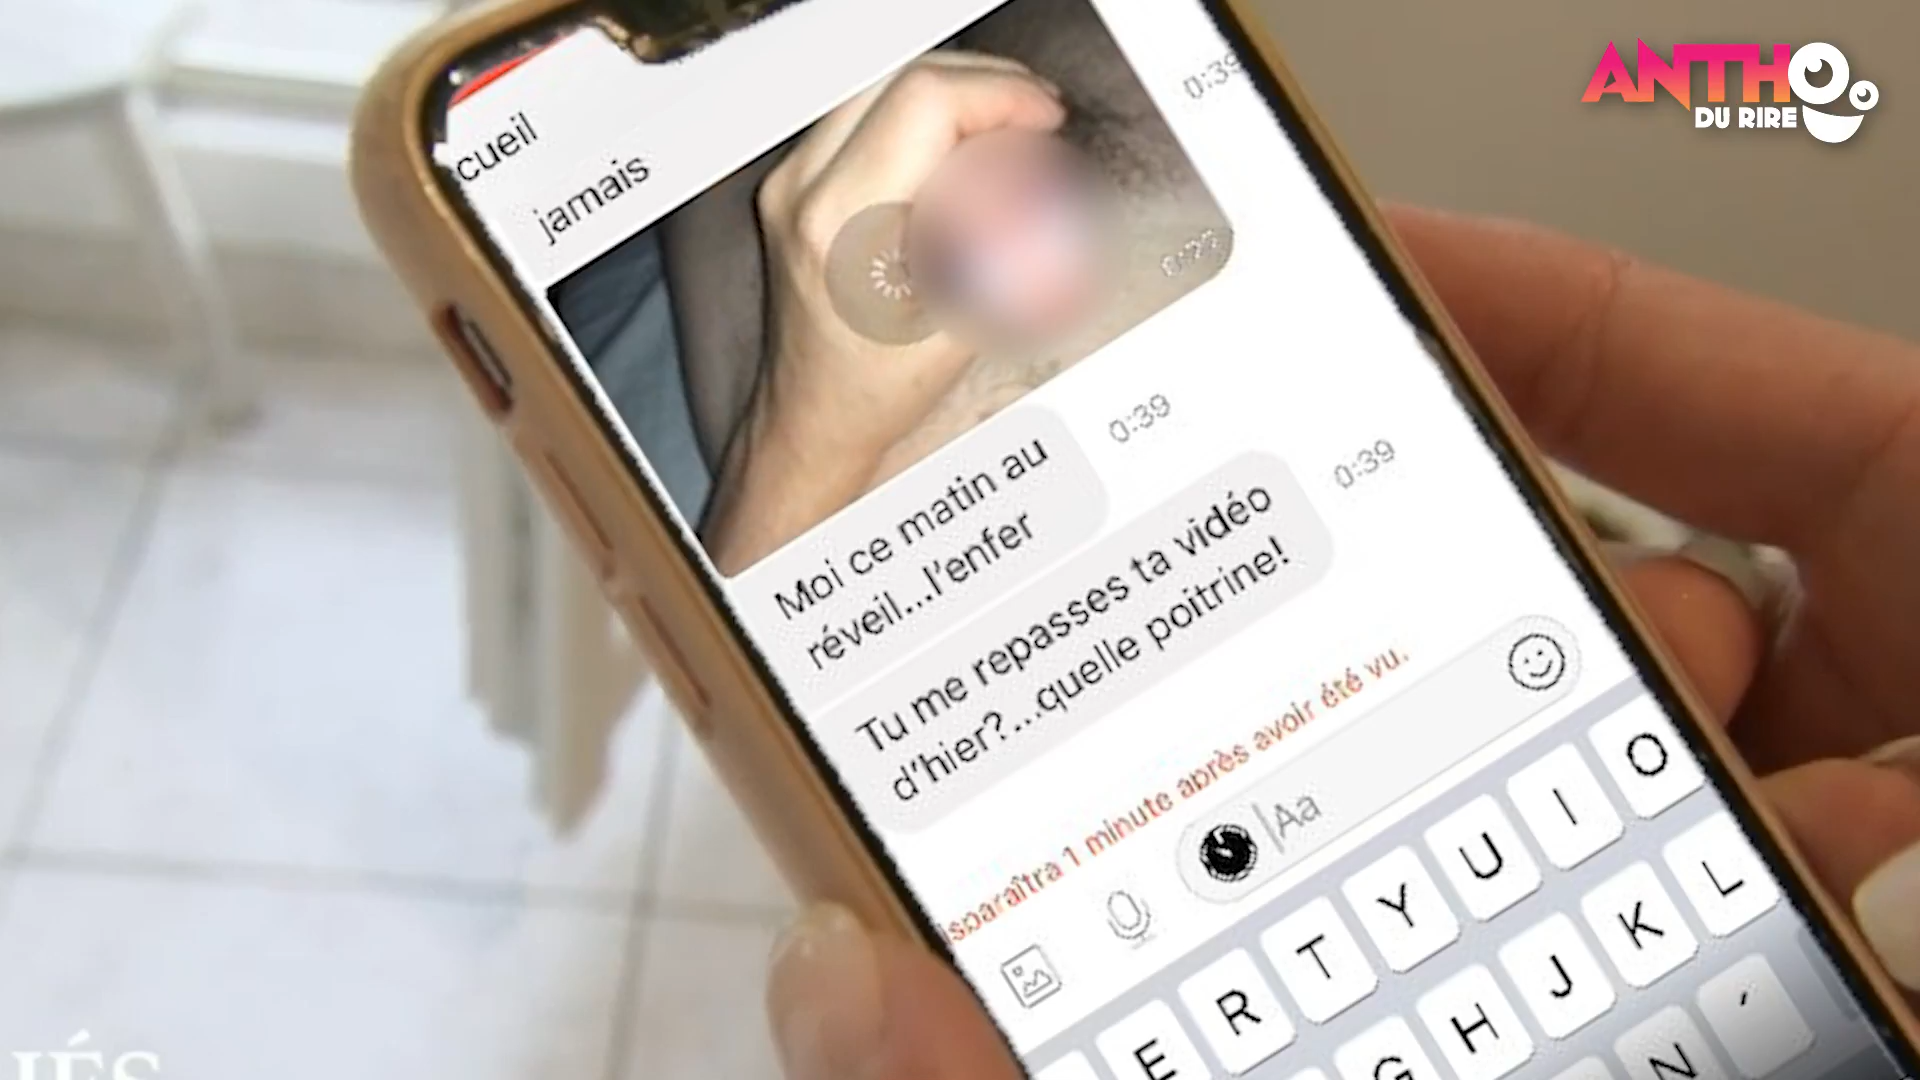 ANTHO
DU RIRE
cueil
jamais
0:39
0:39
Moi ce matin au
réveil...l'enfer
0:39
Tu me repasses ta vidéo
d'hier?...quelle poitrine!
sparaîtra 1 minute après avoir été vu.
Aa
E R T Y U I O
G H J K L
N ´
IÉS